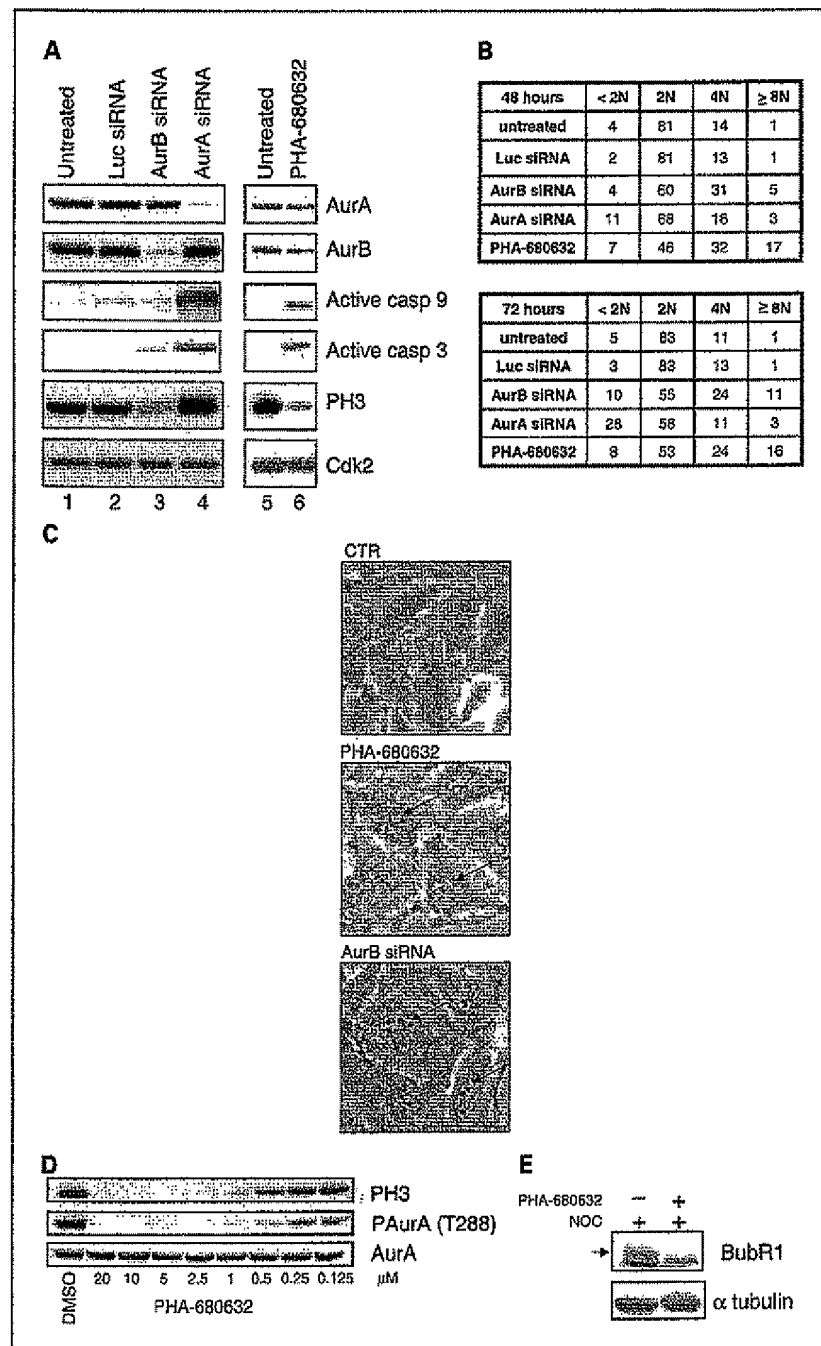 A
Untreated
Luc siRNA
AurB siRNA
AurA siRNA
Untreated
PHA-680632
AurA
AurB
Active casp 9
Active casp 3
PH3
Cdk2
1 2 3 4 5 6
B
48 hours < 2N 2N 4N ≥ 8N
untreated 4 81 14 1
Luc siRNA 2 81 13 1
AurB siRNA 4 60 31 5
AurA siRNA 11 68 16 3
PHA-680632 7 46 32 17
72 hours < 2N 2N 4N ≥ 8N
untreated 5 83 11 1
Luc siRNA 3 83 13 1
AurB siRNA 10 55 24 11
AurA siRNA 28 58 11 3
PHA-680632 8 53 24 16
C
CTR
PHA-680632
AurB siRNA
D
PH3
PAurA (T288)
AurA
DMSO 20 10 5 2.5 1 0.5 0.25 0.125 μM
PHA-680632
E
PHA-680632 − +
NOC + +
BubR1
α tubulin